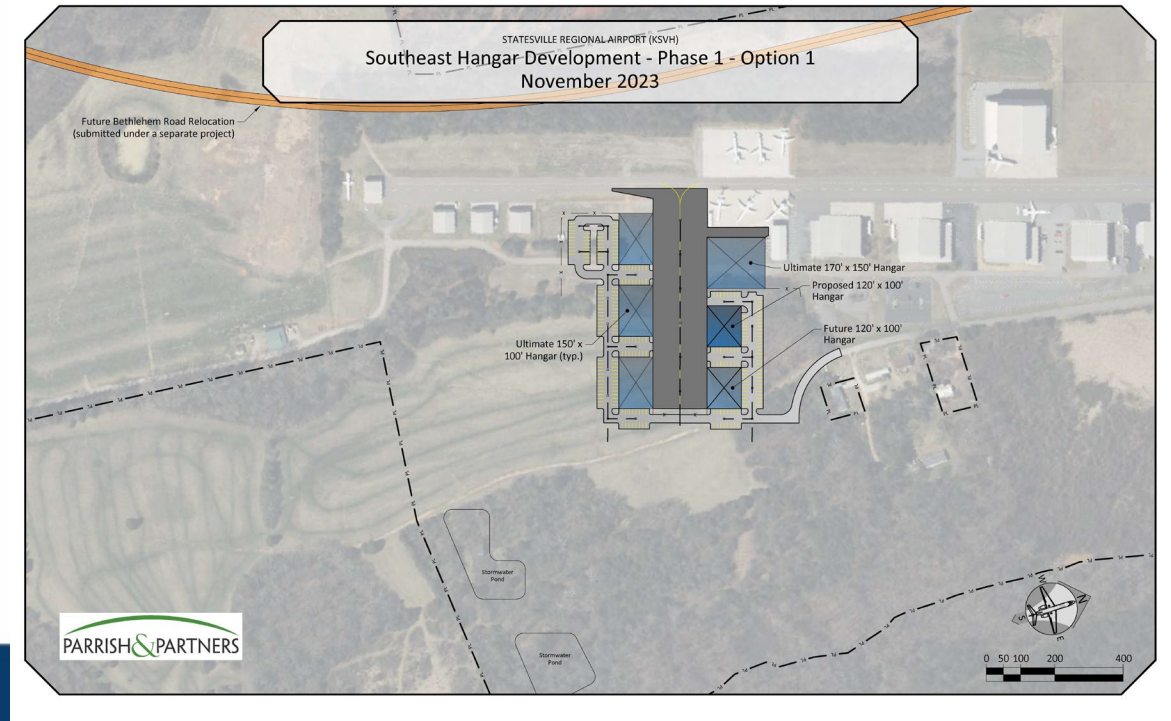 STATESVILLE REGIONAL AIRPORT (KSVH)
Southeast Hangar Development - Phase 1 - Option 1
November 2023
Future Bethlehem Road Relocation
(submitted under a separate project)
Ultimate 170' x 150' Hangar
Proposed 120' x 100'
Hangar
Future 120' x 100'
Hangar
Ultimate 150' x
100' Hangar (typ.)
Stormwater
Pond
Stormwater
Pond
PARRISH&PARTNERS
W
N
S
E
0 50 100 200 400